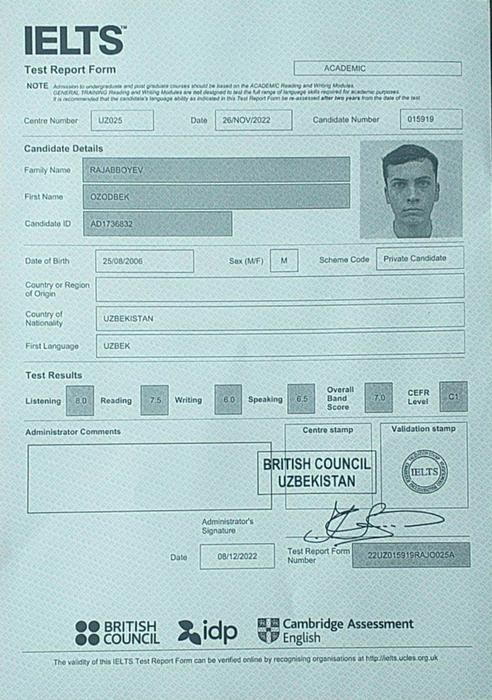 IELTS™
Test Report Form
ACADEMIC
NOTE Admission to undergraduate and post graduate courses should be based on the ACADEMIC Reading and Writing Modules.
GENERAL TRAINING Reading and Writing Modules are not designed to test the full range of language skills required for academic purposes.
It is recommended that the candidate's language ability as indicated in this Test Report Form be re-assessed after two years from the date of the test.
Centre Number UZ025 Date 26/NOV/2022 Candidate Number 015919
Candidate Details
Family Name RAJABBOYEV
First Name OZODBEK
Candidate ID AD1736832
Date of Birth 25/08/2006 Sex (M/F) M Scheme Code Private Candidate
Country or Region
of Origin
Country of
Nationality UZBEKISTAN
First Language UZBEK
Test Results
Listening 8.0 Reading 7.5 Writing 6.0 Speaking 6.5 Overall Band Score 7.0 CEFR Level C1
Administrator Comments
Centre stamp
Validation stamp
BRITISH COUNCIL
UZBEKISTAN
IELTS
Administrator's
Signature
Date 08/12/2022
Test Report Form
Number 22UZ015919RAJO025A
BRITISH
COUNCIL
idp
Cambridge Assessment
English
The validity of this IELTS Test Report Form can be verified online by recognising organisations at http://ielts.ucles.org.uk